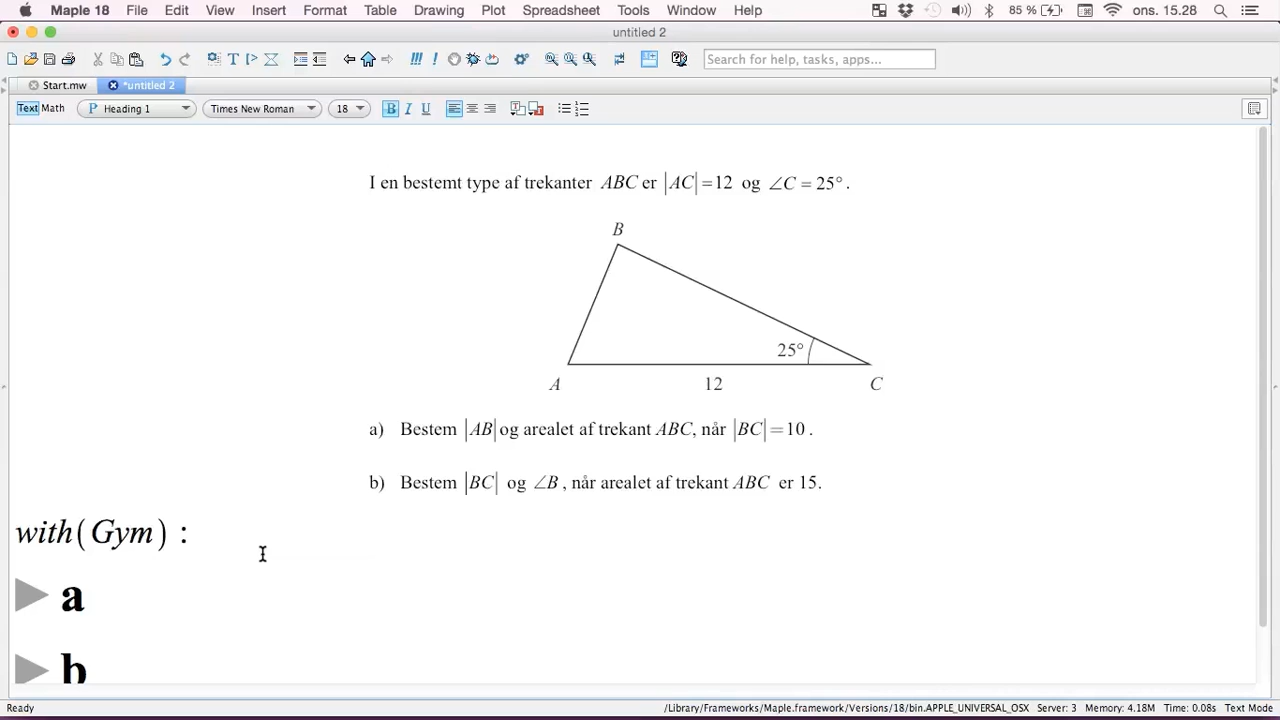 Maple 18 File Edit View Insert Format Table Drawing Plot Spreadsheet Tools Window Help 85 % ons. 15.28
untitled 2
Search for help, tasks, apps...
Start.mw *untitled 2
Text Math P Heading 1 Times New Roman 18 B I U
I en bestemt type af trekanter ABC er |AC| = 12 og ∠C = 25°.
B
25°
A 12 C
a) Bestem |AB| og arealet af trekant ABC, når |BC| = 10.
b) Bestem |BC| og ∠B, når arealet af trekant ABC er 15.
with(Gym) :
a
b
Ready /Library/Frameworks/Maple.framework/Versions/18/bin.APPLE_UNIVERSAL_OSX Server: 3 Memory: 4.18M Time: 0.08s Text Mode